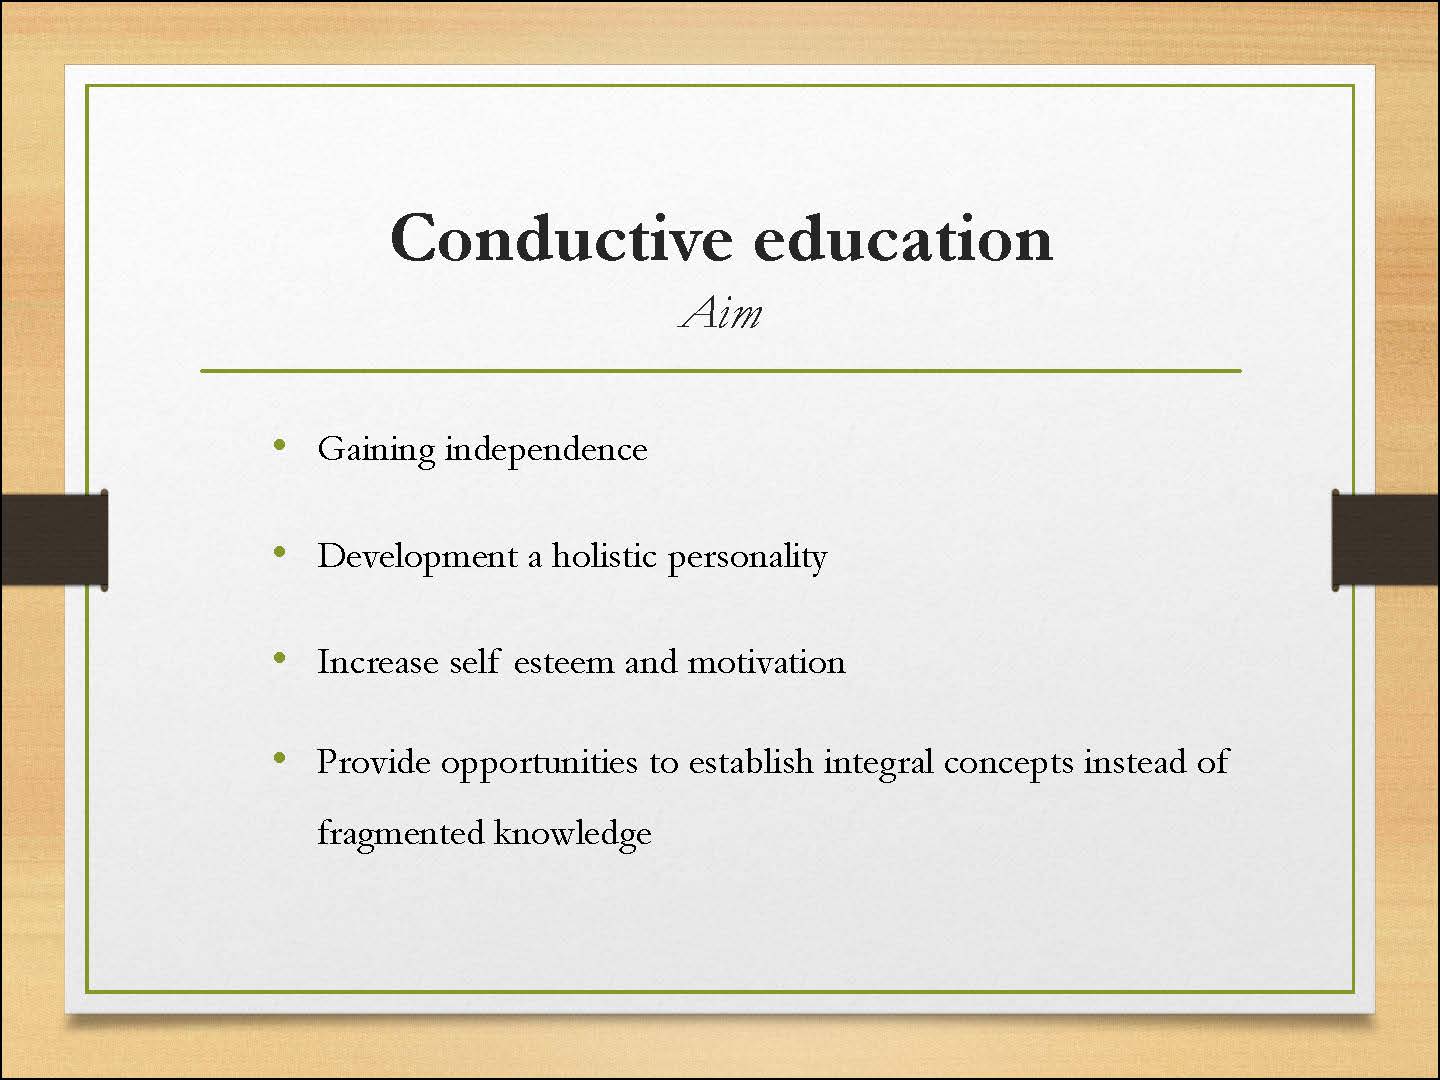 Conductive education
Aim
• Gaining independence
• Development a holistic personality
• Increase self esteem and motivation
• Provide opportunities to establish integral concepts instead of
fragmented knowledge